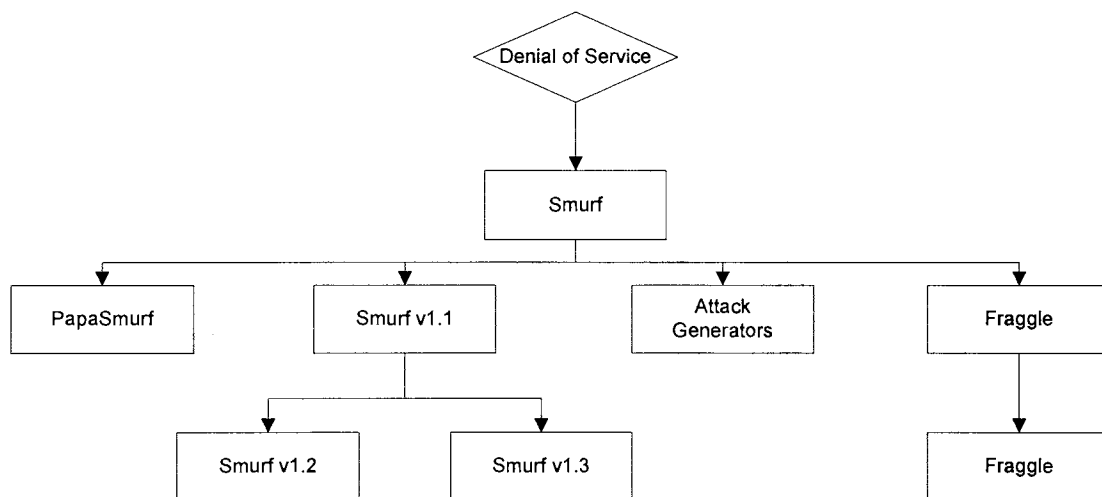 Denial of Service
Smurf
PapaSmurf
Smurf v1.1
Attack
Generators
Fraggle
Smurf v1.2
Smurf v1.3
Fraggle